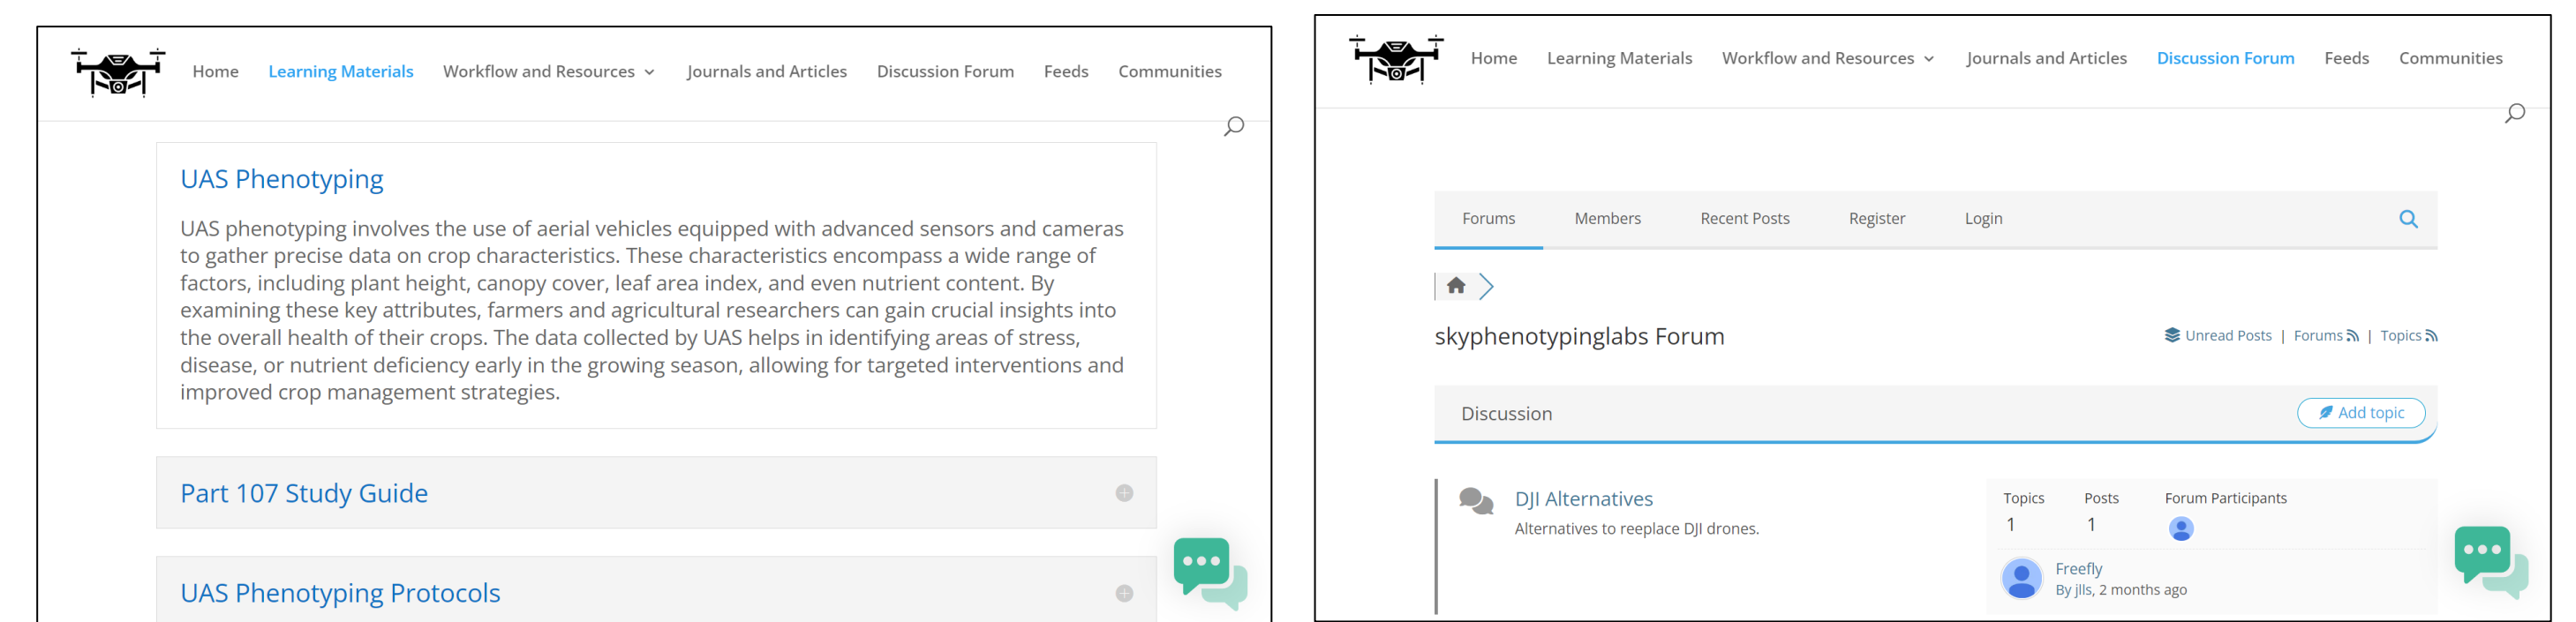 Home Learning Materials Workflow and Resources Journals and Articles Discussion Forum Feeds Communities
UAS Phenotyping
UAS phenotyping involves the use of aerial vehicles equipped with advanced sensors and cameras
to gather precise data on crop characteristics. These characteristics encompass a wide range of
factors, including plant height, canopy cover, leaf area index, and even nutrient content. By
examining these key attributes, farmers and agricultural researchers can gain crucial insights into
the overall health of their crops. The data collected by UAS helps in identifying areas of stress,
disease, or nutrient deficiency early in the growing season, allowing for targeted interventions and
improved crop management strategies.
Part 107 Study Guide
UAS Phenotyping Protocols
Home Learning Materials Workflow and Resources Journals and Articles Discussion Forum Feeds Communities
Forums Members Recent Posts Register Login
skyphenotypinglabs Forum
Unread Posts | Forums | Topics
Discussion
Add topic
DJI Alternatives
Alternatives to reeplace DJI drones.
Topics Posts Forum Participants
1 1
Freefly
By jlls, 2 months ago